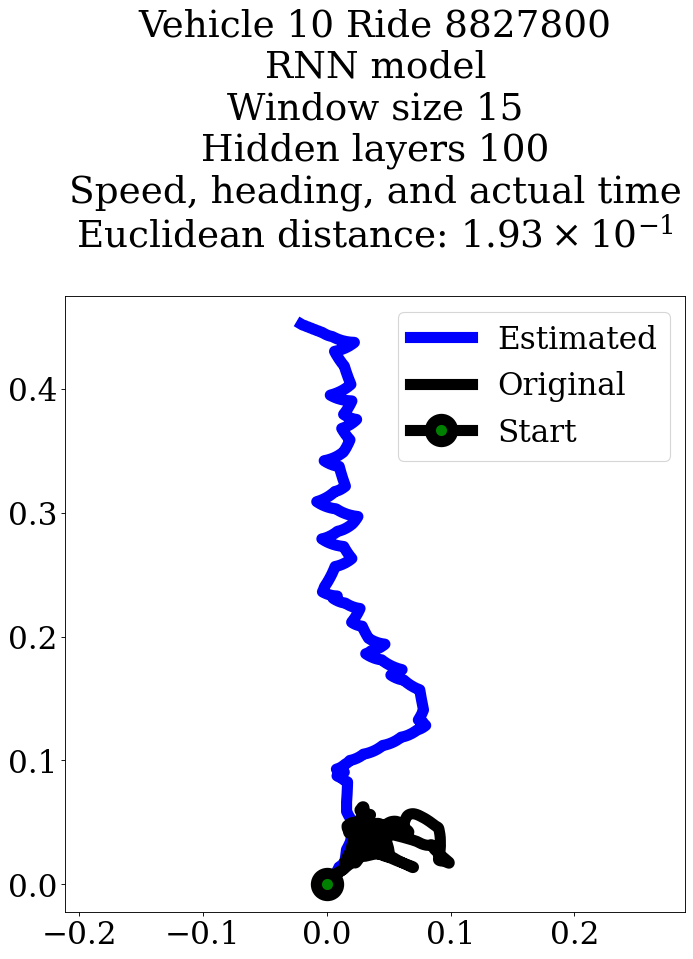 Vehicle 10 Ride 8827800
RNN model
Window size 15
Hidden layers 100
Speed, heading, and actual time
Euclidean distance: 1.93 × 10⁻¹
Estimated
Original
Start
0.4
0.3
0.2
0.1
0.0
−0.2 −0.1 0.0 0.1 0.2